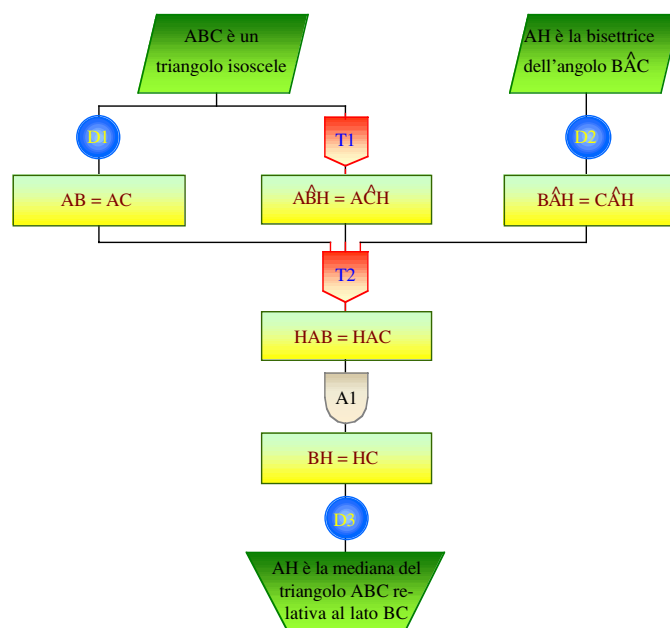 ABC è un
triangolo isoscele
AH è la bisettrice
dell'angolo BÂC
D1
T1
D2
AB = AC
AB̂H = AĈH
BÂH = CÂH
T2
HAB = HAC
A1
BH = HC
D3
AH è la mediana del
triangolo ABC re-
lativa al lato BC